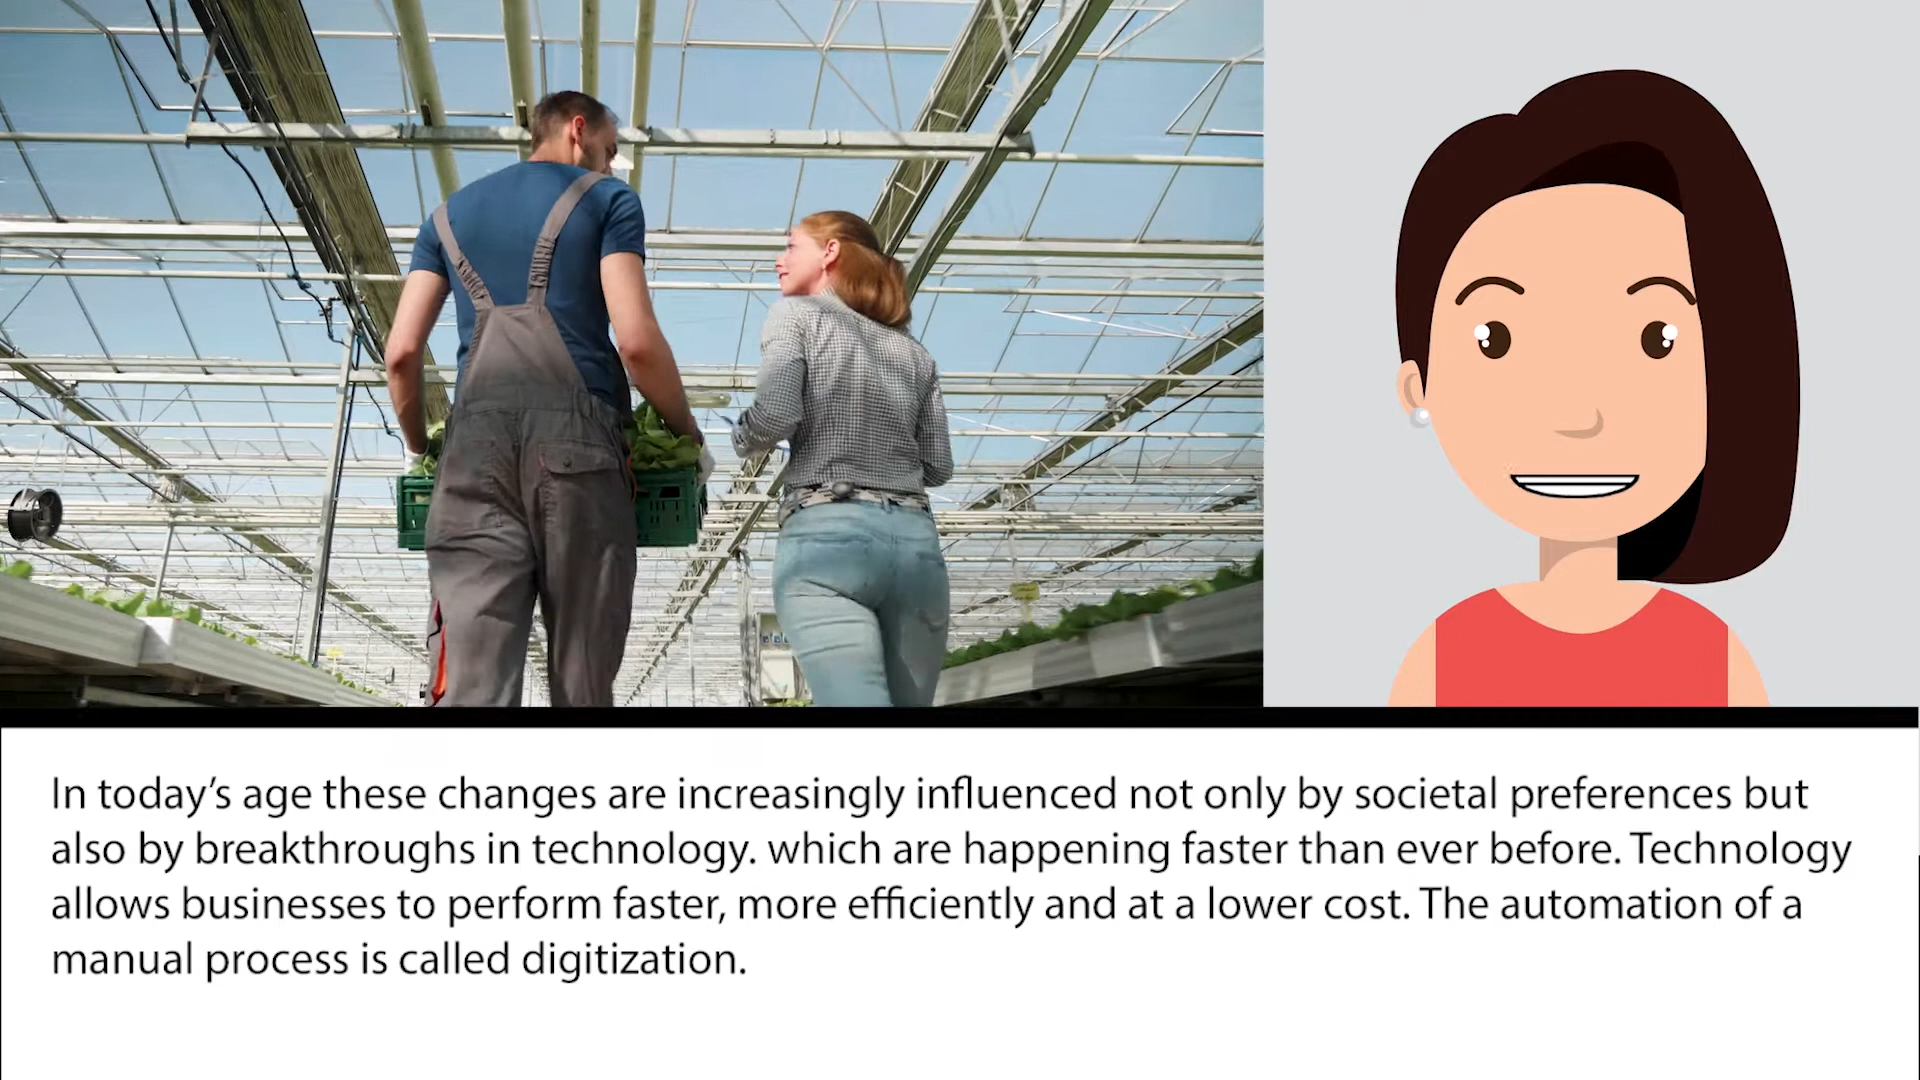 In today’s age these changes are increasingly influenced not only by societal preferences but
also by breakthroughs in technology. which are happening faster than ever before. Technology
allows businesses to perform faster, more efficiently and at a lower cost. The automation of a
manual process is called digitization.